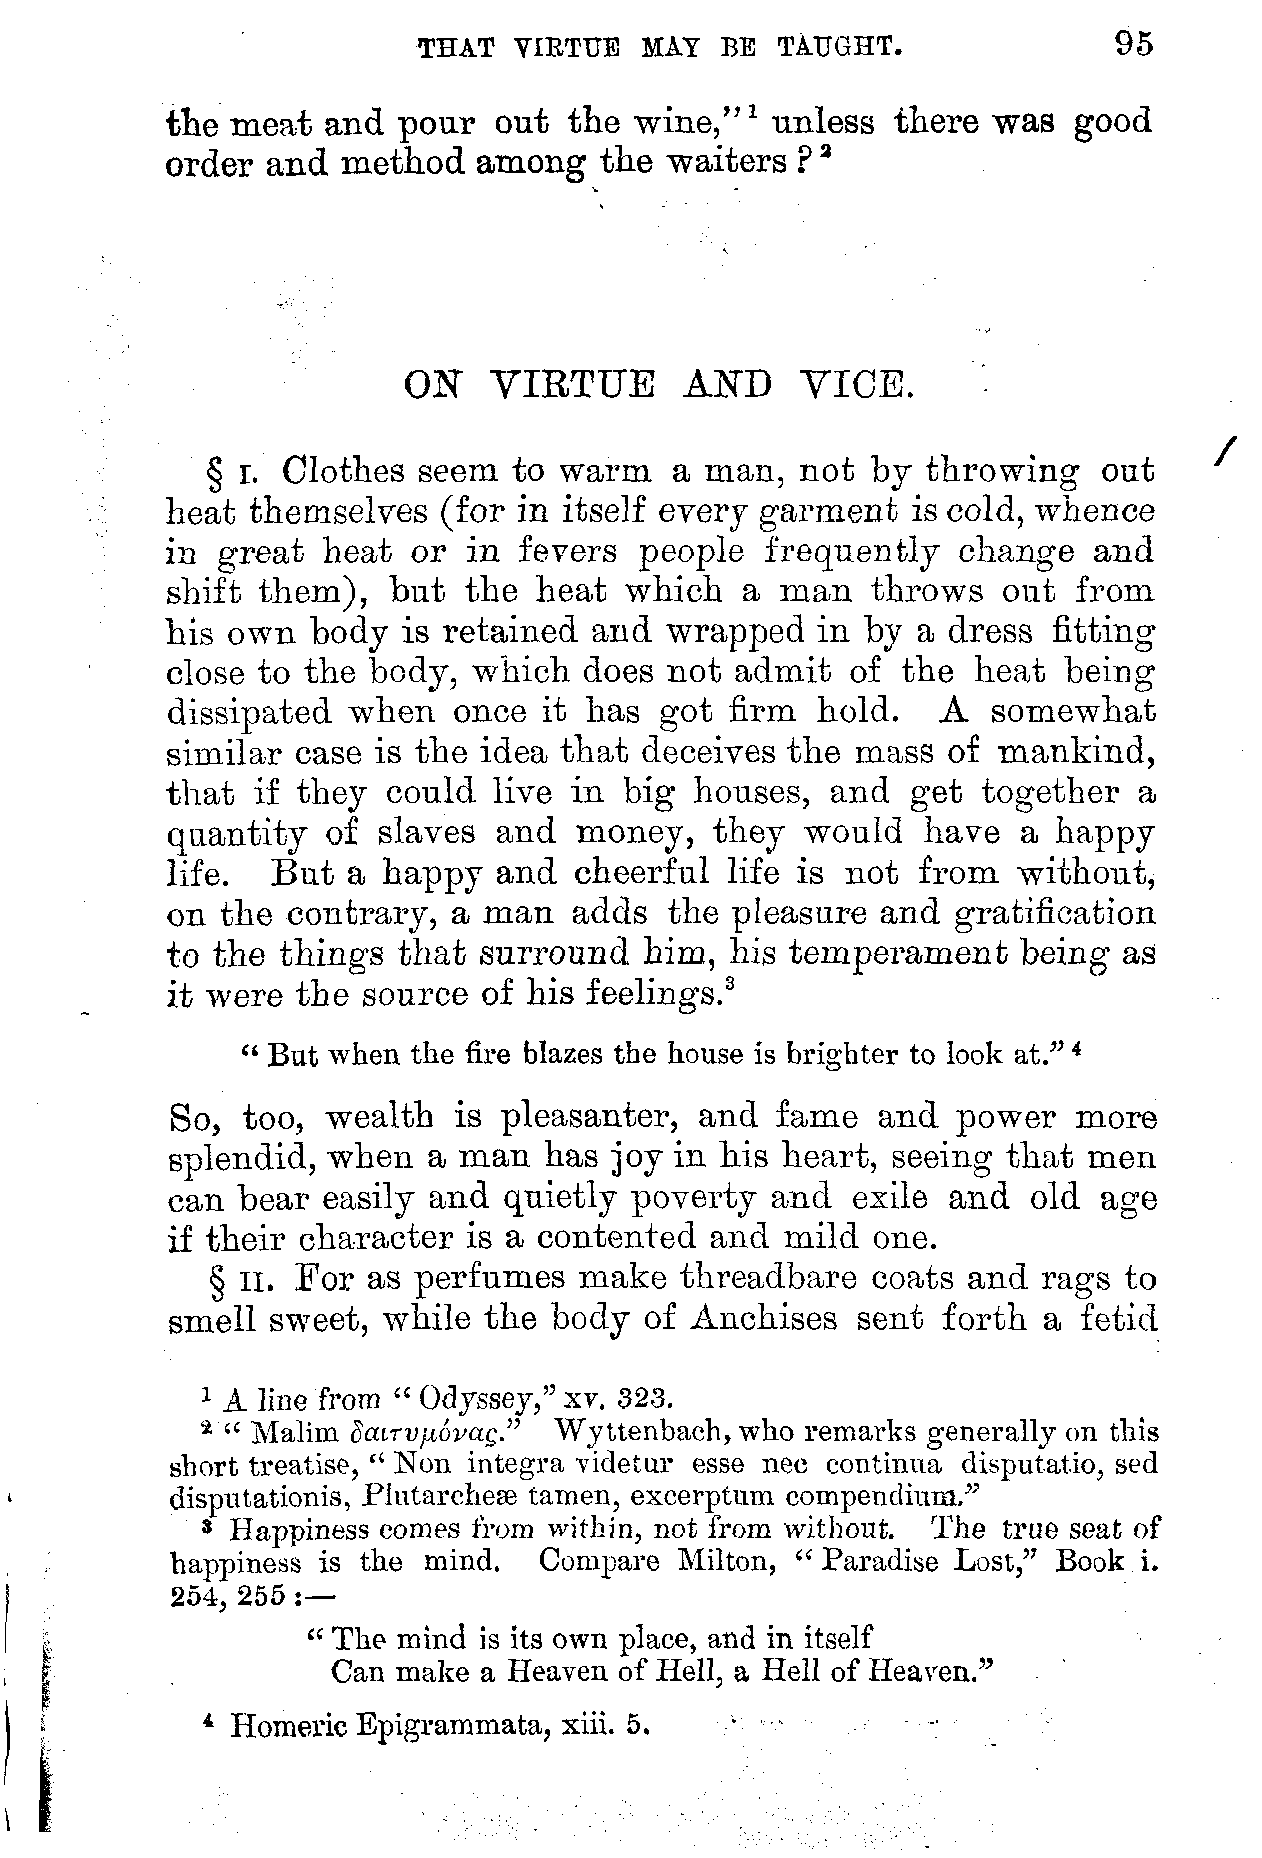 THAT VIRTUE MAY BE TAUGHT. 95
the meat and pour out the wine,"¹ unless there was good
order and method among the waiters ?²
ON VIRTUE AND VICE.
§ I. Clothes seem to warm a man, not by throwing out
heat themselves (for in itself every garment is cold, whence
in great heat or in fevers people frequently change and
shift them), but the heat which a man throws out from
his own body is retained and wrapped in by a dress fitting
close to the body, which does not admit of the heat being
dissipated when once it has got firm hold. A somewhat
similar case is the idea that deceives the mass of mankind,
that if they could live in big houses, and get together a
quantity of slaves and money, they would have a happy
life. But a happy and cheerful life is not from without,
on the contrary, a man adds the pleasure and gratification
to the things that surround him, his temperament being as
it were the source of his feelings.³
" But when the fire blazes the house is brighter to look at." ⁴
So, too, wealth is pleasanter, and fame and power more
splendid, when a man has joy in his heart, seeing that men
can bear easily and quietly poverty and exile and old age
if their character is a contented and mild one.
§ II. For as perfumes make threadbare coats and rags to
smell sweet, while the body of Anchises sent forth a fetid
¹ A line from " Odyssey," xv. 323.
² " Malim δαιτυμόνας." Wyttenbach, who remarks generally on this
short treatise, " Non integra videtur esse nec continua disputatio, sed
disputationis, Plutarcheæ tamen, excerptum compendium."
³ Happiness comes from within, not from without. The true seat of
happiness is the mind. Compare Milton, " Paradise Lost," Book i.
254, 255 :—
" The mind is its own place, and in itself
Can make a Heaven of Hell, a Hell of Heaven."
⁴ Homeric Epigrammata, xiii. 5.